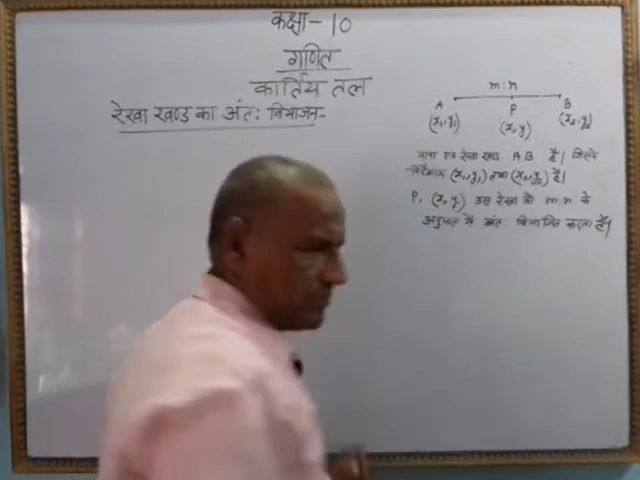 कक्षा-10
गणित
कार्तिय तल
रेखा खण्ड का अंत: विभाजन-
m:n
A P B
(x₁,y₁) (x,y) (x₂,y₂)
माना एक रेखा खण्ड AB है। जिसके
निर्देशांक (x₁,y₁) तथा (x₂,y₂) है।
P, (x,y) उस रेखा को m:n के
अनुपात में अंत: विभाजित करता है।